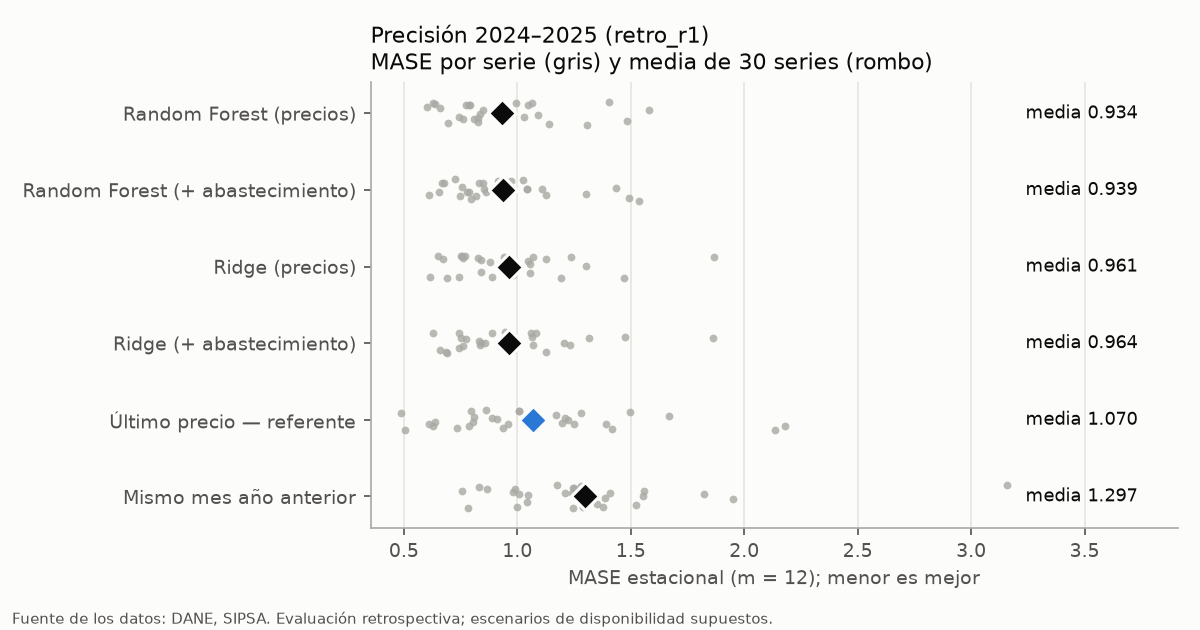 Precisión 2024–2025 (retro_r1)
MASE por serie (gris) y media de 30 series (rombo)
Random Forest (precios)
media 0.934
Random Forest (+ abastecimiento)
media 0.939
Ridge (precios)
media 0.961
Ridge (+ abastecimiento)
media 0.964
Último precio — referente
media 1.070
Mismo mes año anterior
media 1.297
0.5 1.0 1.5 2.0 2.5 3.0 3.5
MASE estacional (m = 12); menor es mejor
Fuente de los datos: DANE, SIPSA. Evaluación retrospectiva; escenarios de disponibilidad supuestos.